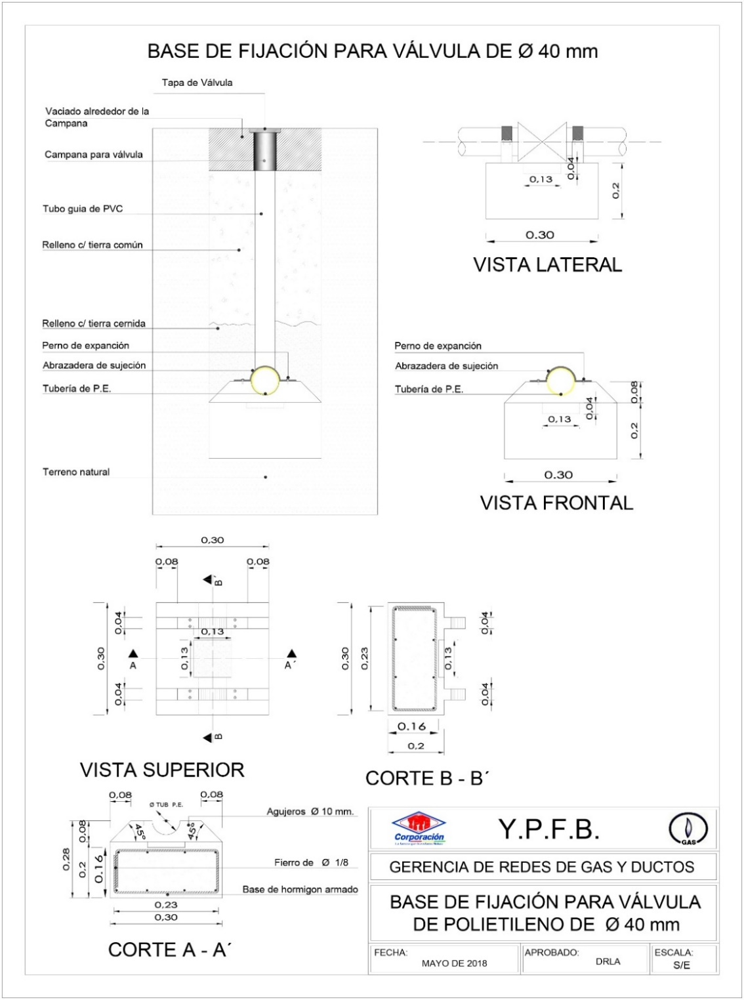 BASE DE FIJACIÓN PARA VÁLVULA DE Ø 40 mm
Tapa de Válvula
Vaciado alrededor de la
Campana
Campana para válvula
Tubo guia de PVC
Relleno c/ tierra común
Relleno c/ tierra cernida
Perno de expanción
Abrazadera de sujeción
Tubería de P.E.
Terreno natural
0,04
0,13
0,2
0.30
VISTA LATERAL
Perno de expanción
Abrazadera de sujeción
Tubería de P.E.
0,08
0,04
0,13
0,2
0.30
VISTA FRONTAL
0,30
0,08
0,08
B´
0,04
0,13
0,30
0,13
A
A´
0,04
B
VISTA SUPERIOR
0,04
0,30
0,23
0,13
0,04
0.16
0,2
CORTE B - B´
0,08
0,08
Ø TUB P.E.
Agujeros Ø 10 mm.
45°
45°
0,08
0,28
0,2
0.16
Fierro de Ø 1/8
Base de hormigon armado
0,23
0,30
CORTE A - A´
YPFB
Corporación
Y.P.F.B.
GAS
GERENCIA DE REDES DE GAS Y DUCTOS
BASE DE FIJACIÓN PARA VÁLVULA
DE POLIETILENO DE Ø 40 mm
FECHA:
MAYO DE 2018
APROBADO:
DRLA
ESCALA:
S/E